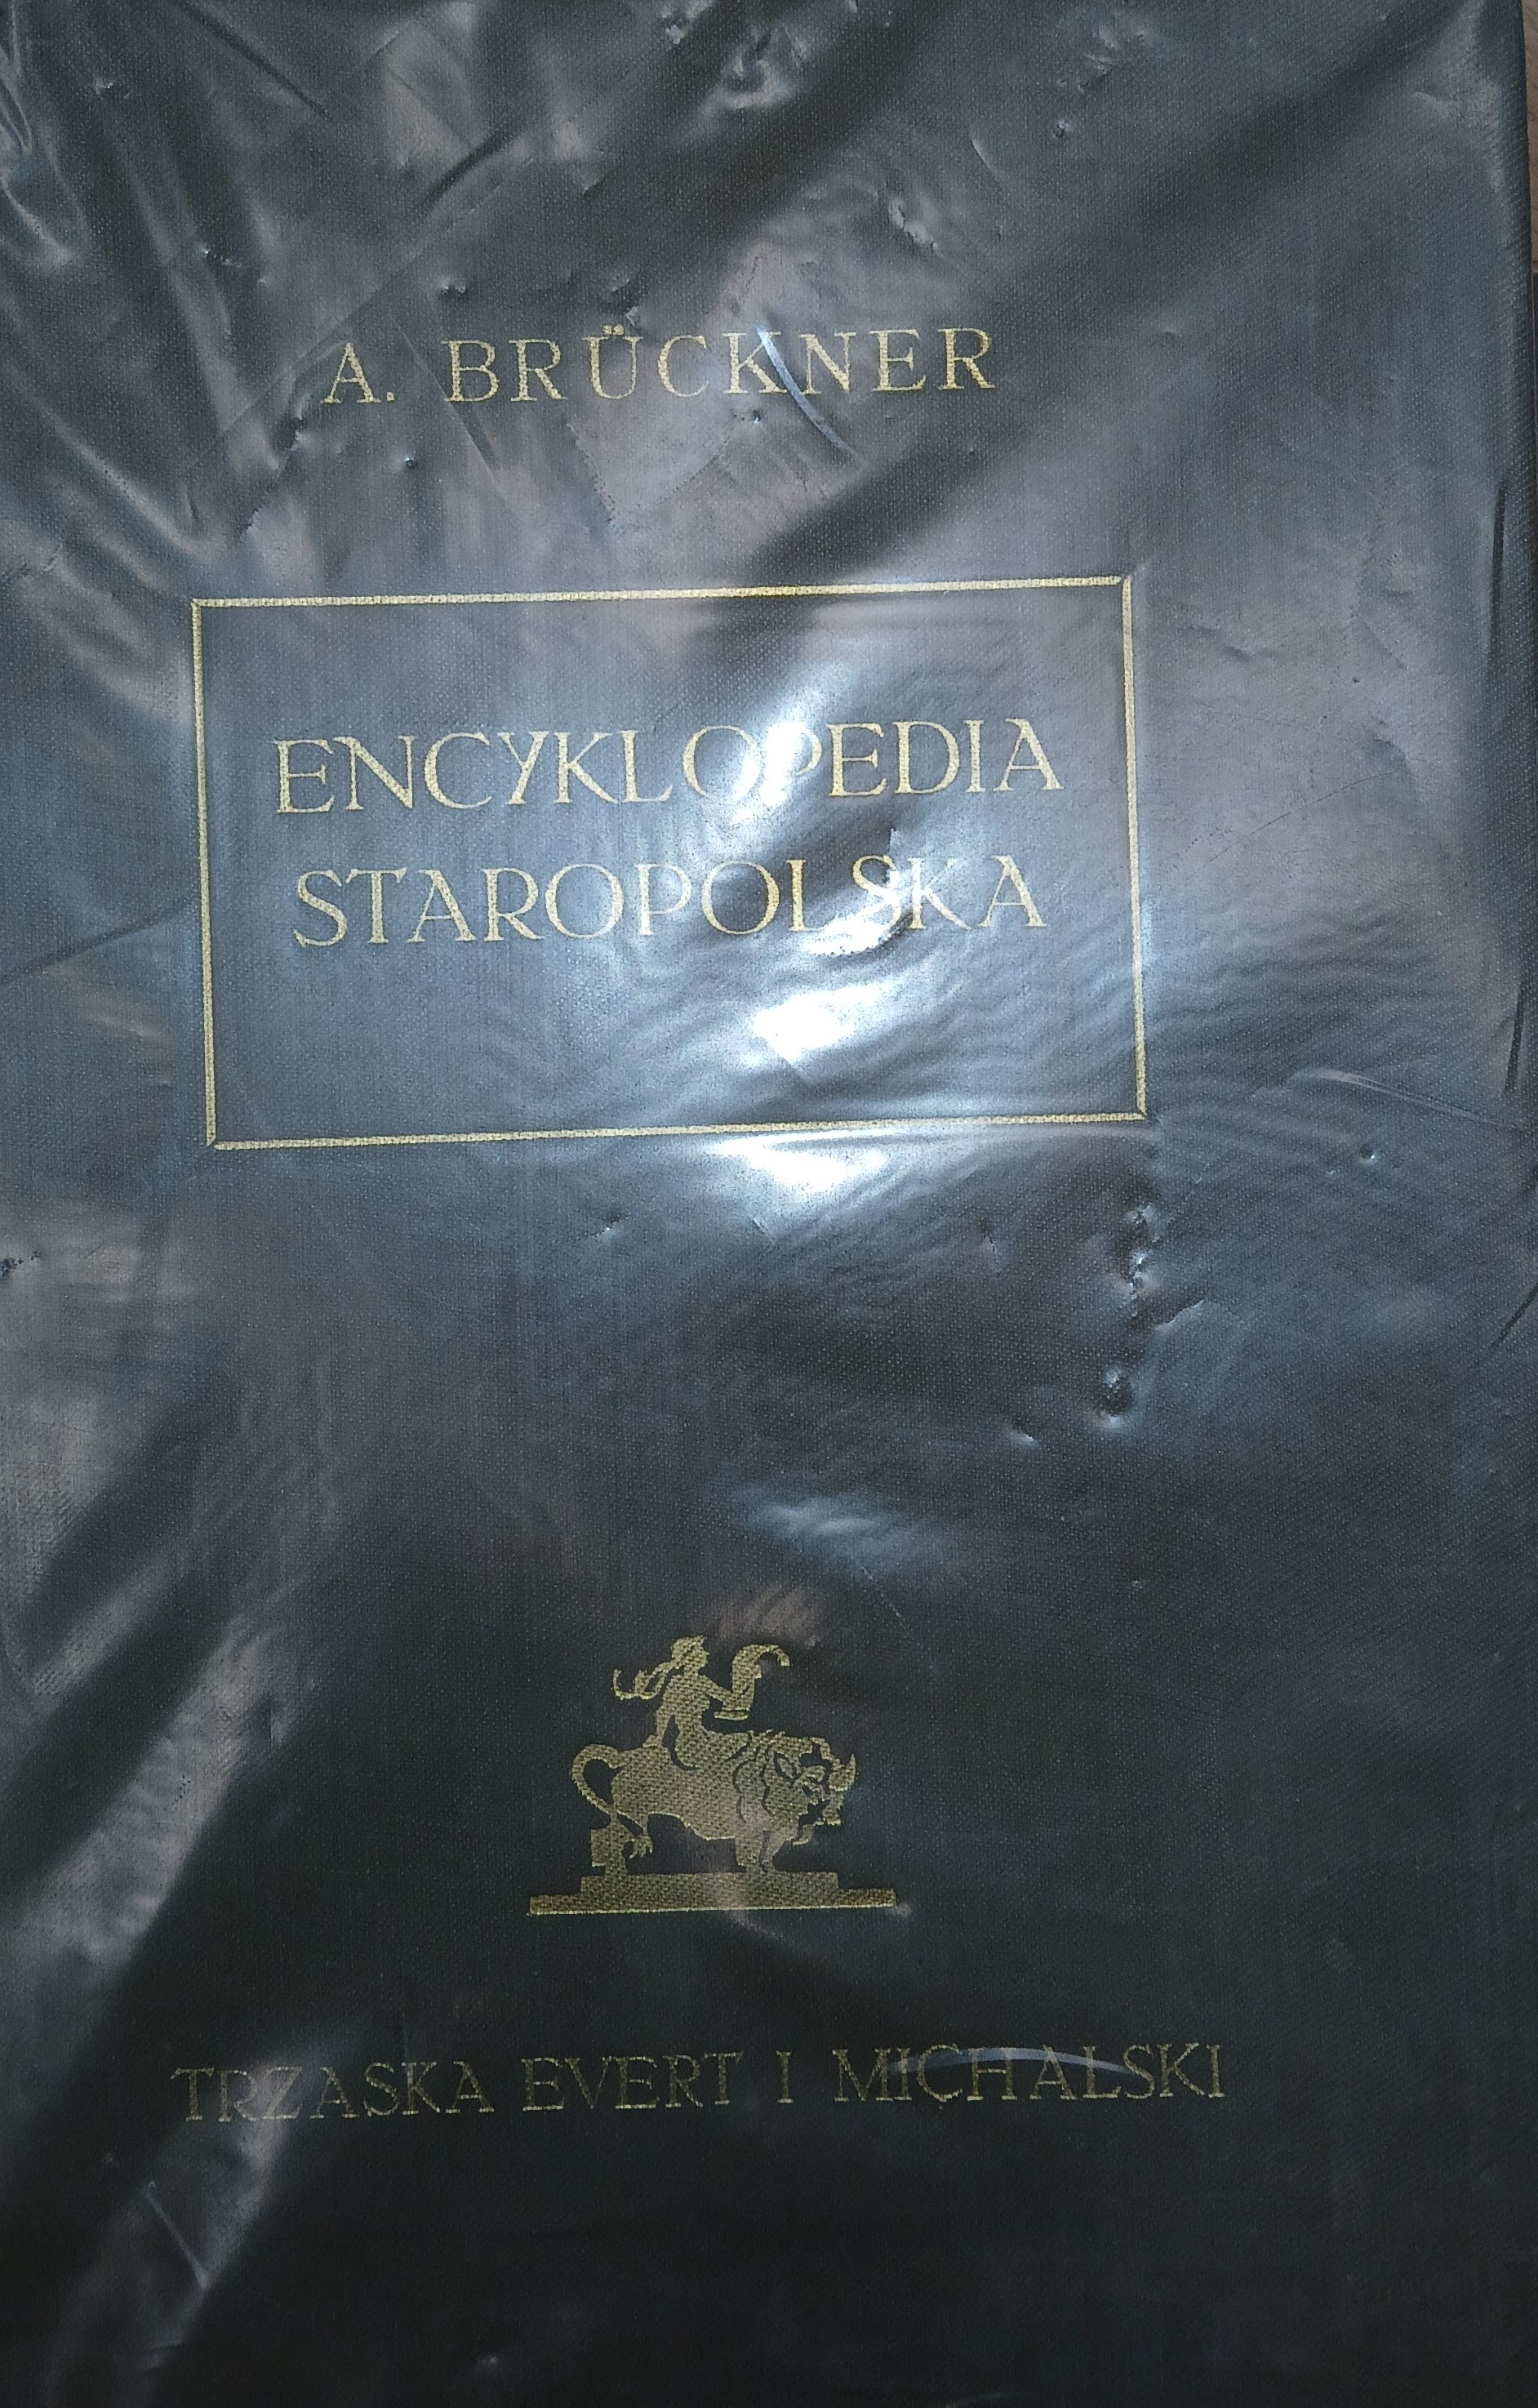 A. BRÜCKNER
ENCYKLOPEDIA
STAROPOLSKA
TRZASKA EVERT I MICHALSKI